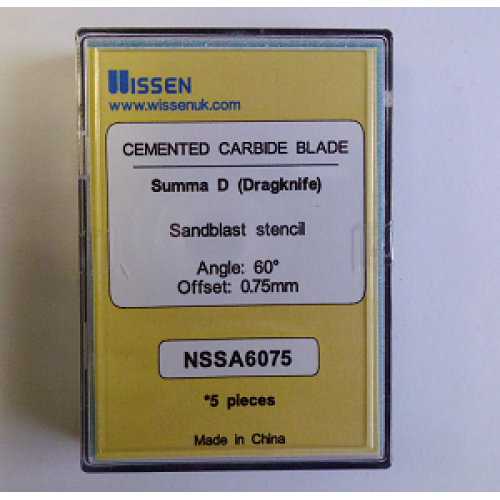 WISSEN
www.wissenuk.com
CEMENTED CARBIDE BLADE
Summa D (Dragknife)
Sandblast stencil
Angle: 60°
Offset: 0.75mm
NSSA6075
*5 pieces
Made in China